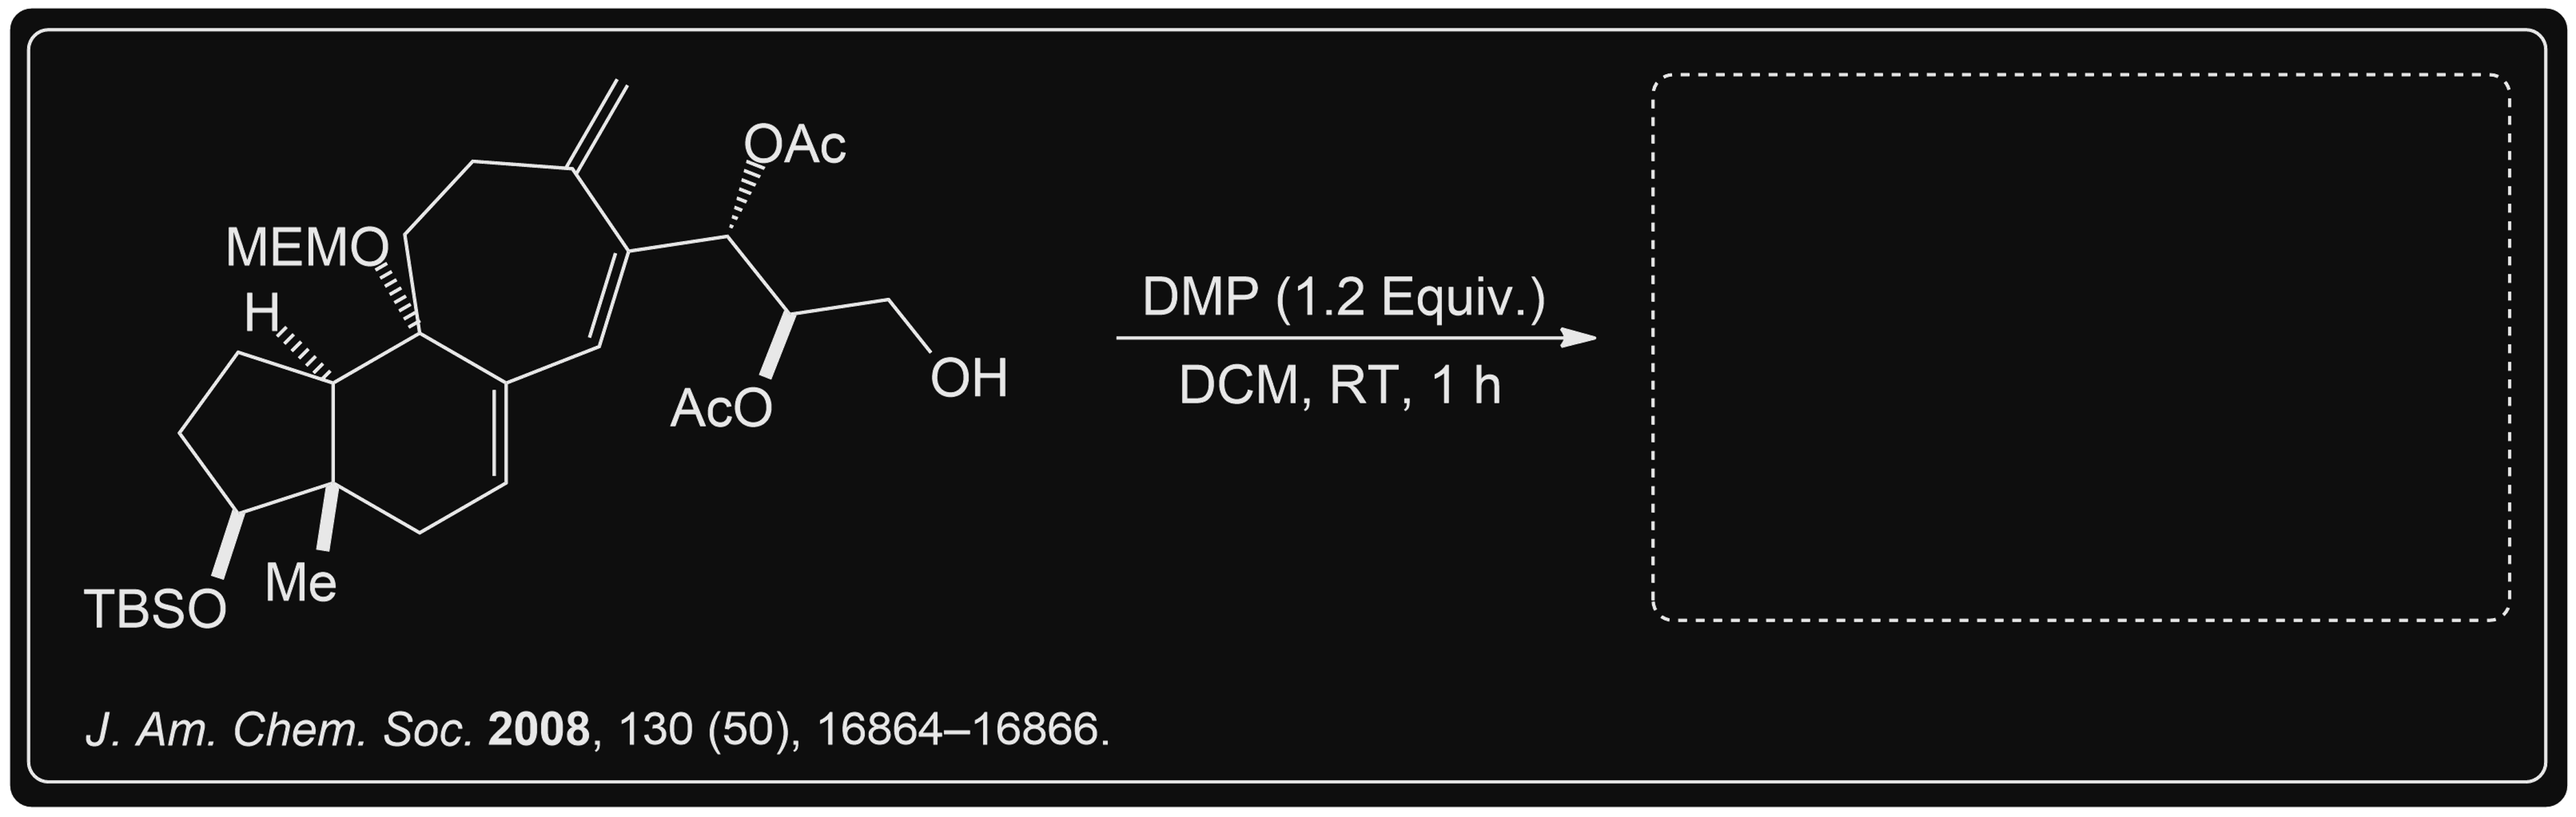 OAc
MEMO
H
OH
AcO
Me
TBSO
DMP (1.2 Equiv.)
DCM, RT, 1 h
J. Am. Chem. Soc. 2008, 130 (50), 16864–16866.